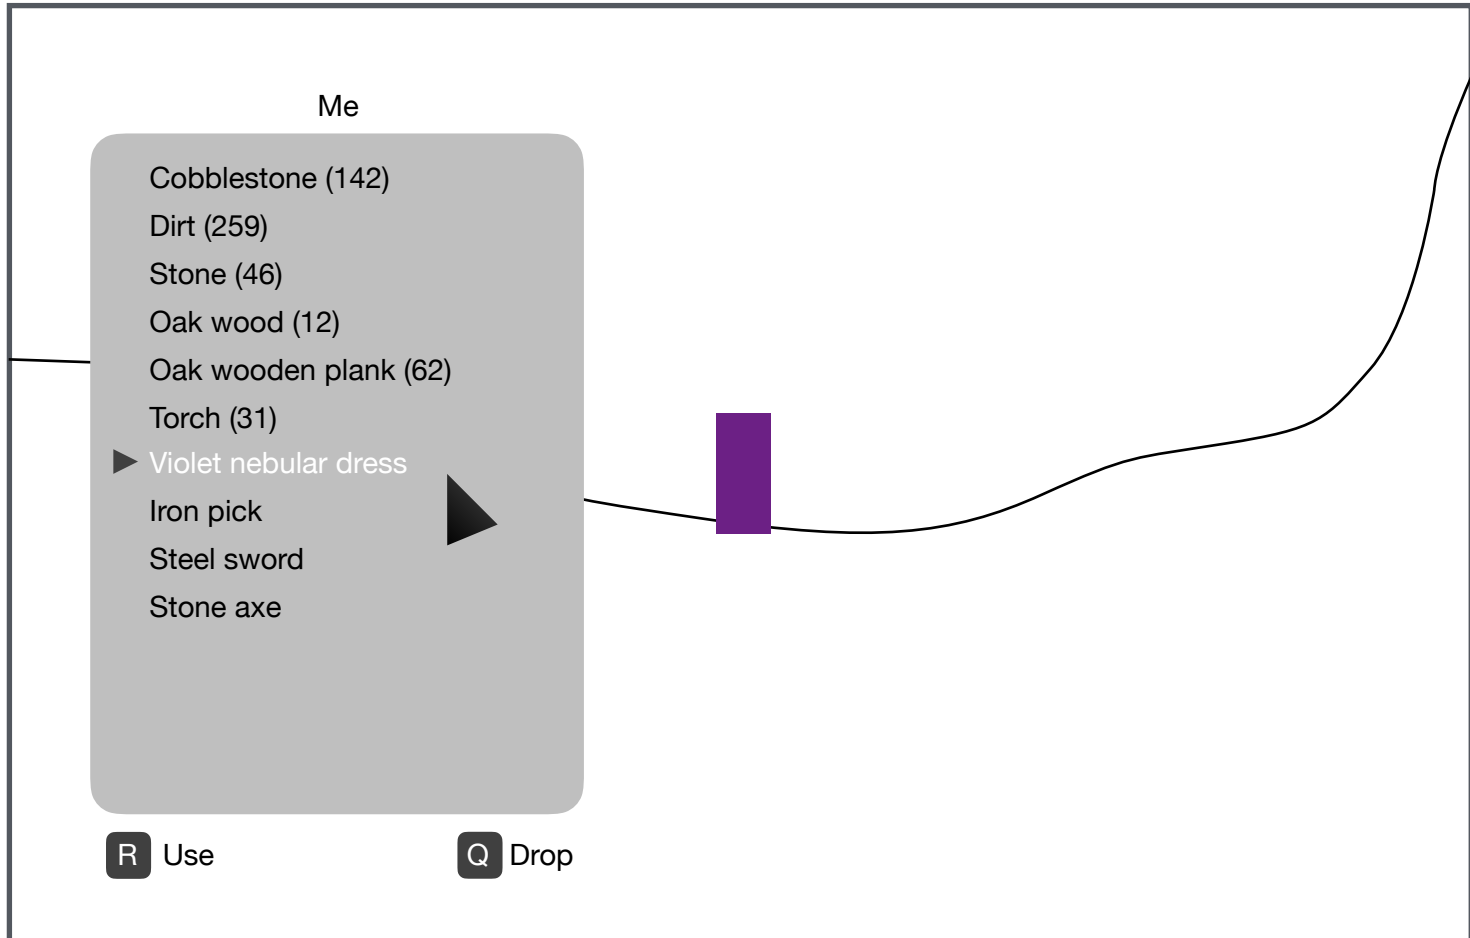 Me
Cobblestone (142)
Dirt (259)
Stone (46)
Oak wood (12)
Oak wooden plank (62)
Torch (31)
Violet nebular dress
Iron pick
Steel sword
Stone axe
R Use
Q Drop